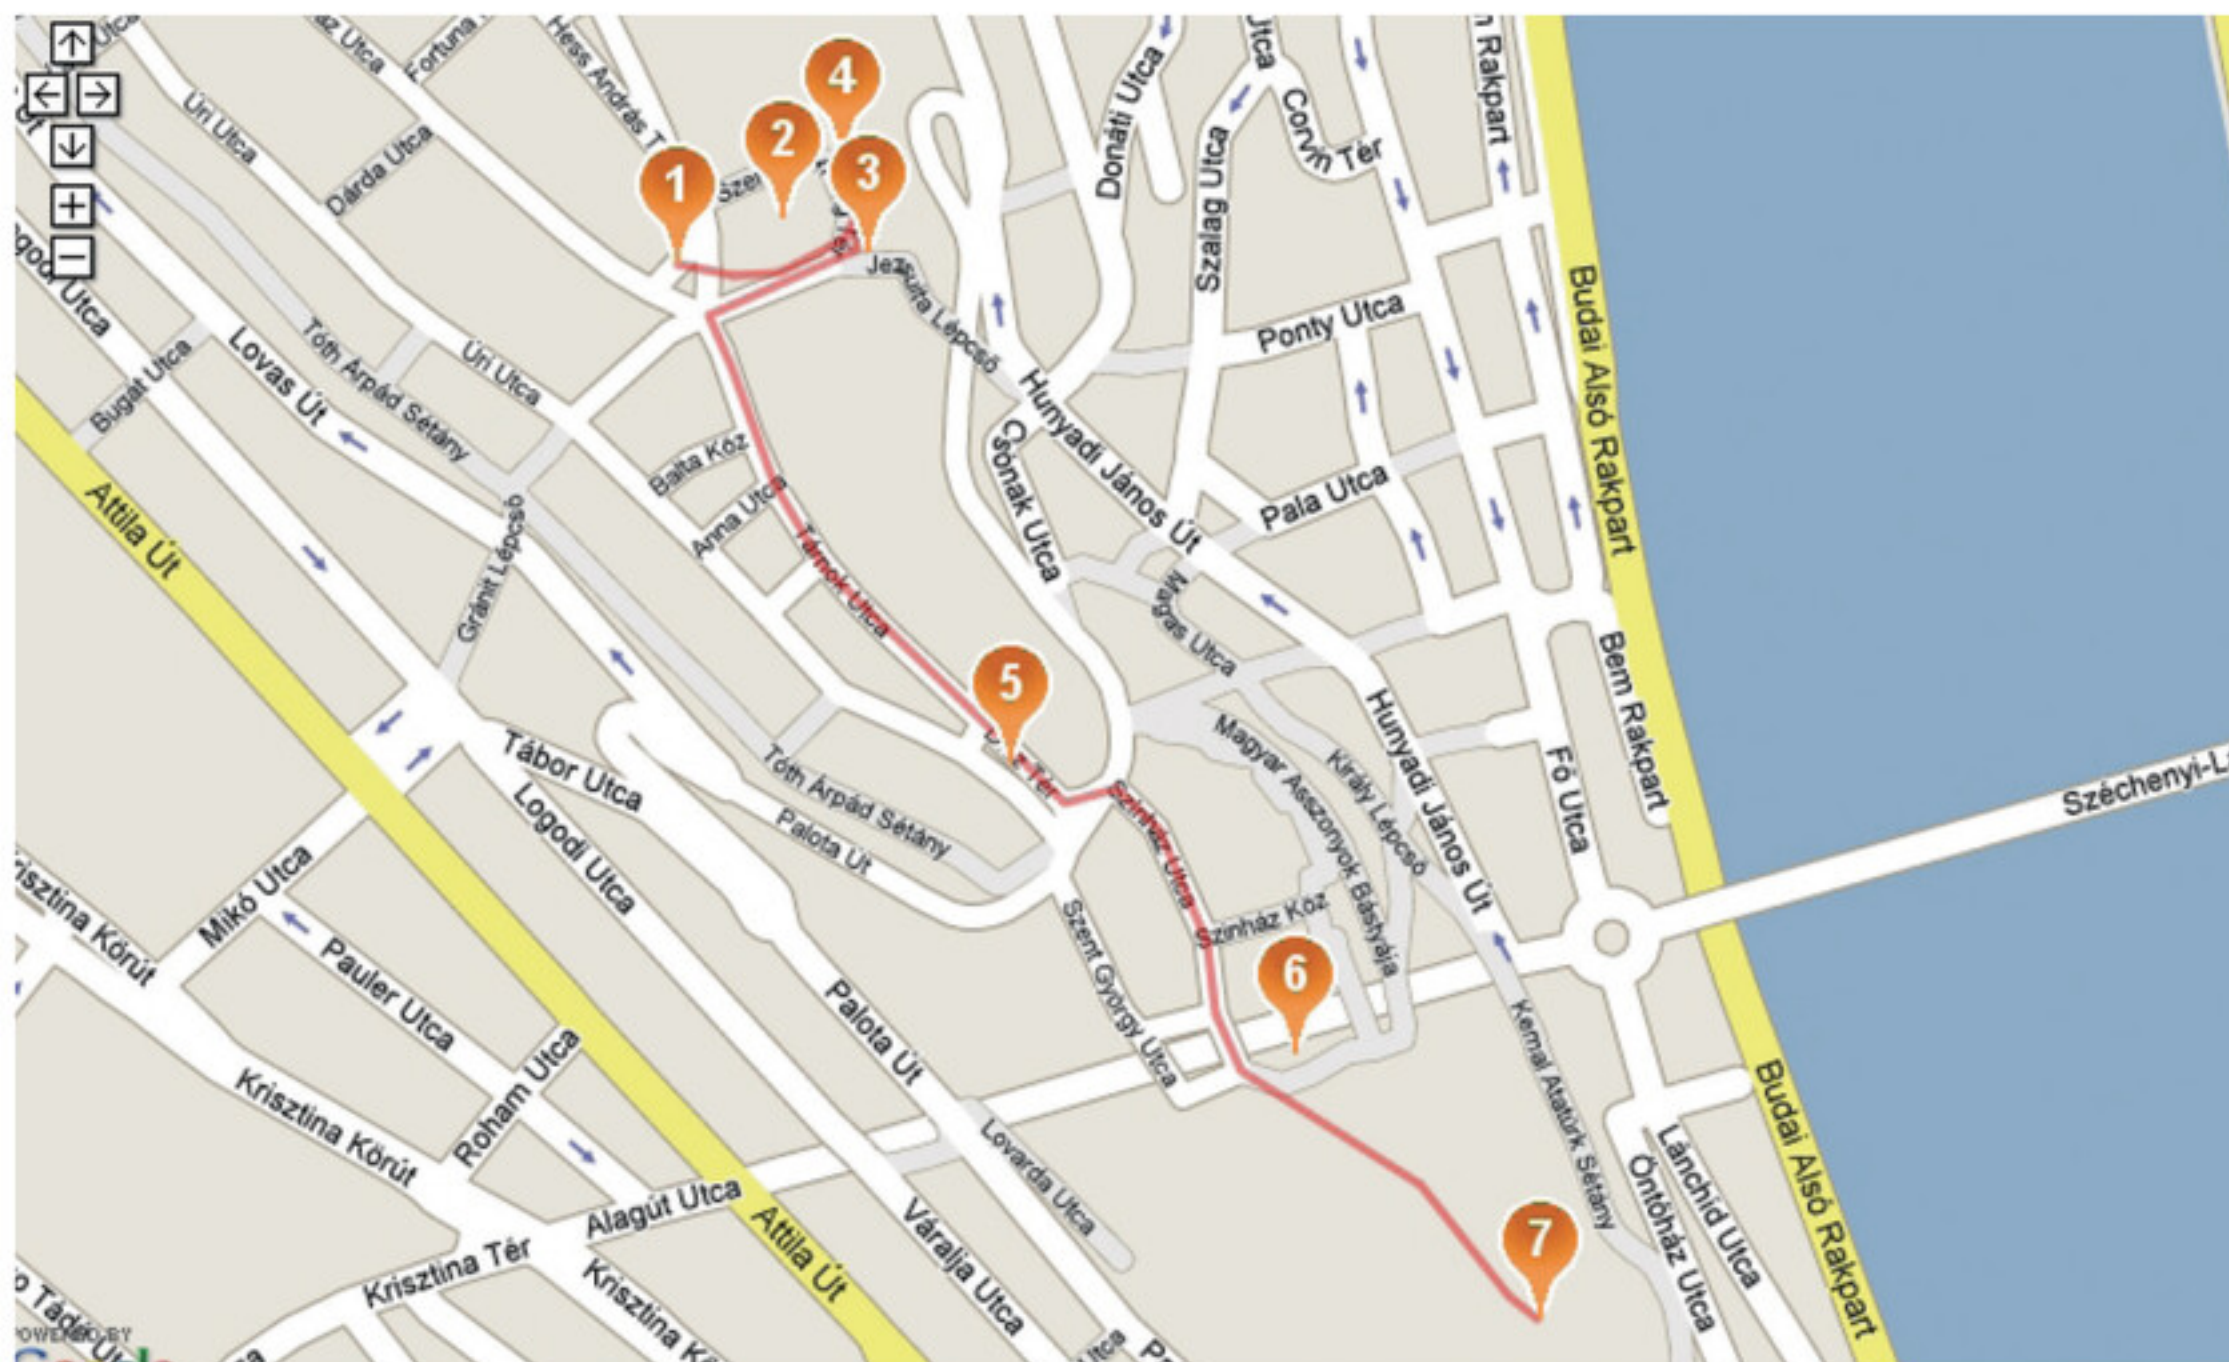 Utca
Utca
Fortuna
Hess András T
Úri Utca
Dárda Utca
4
2
3
1
Donáti Utca
Szalag Utca
Utca
Corvin Tér
Rakpart
Jezsuita Lépcső
Ponty Utca
Budai Alsó Rakpart
Utca
Bugát Utca
Lovas Út
Tóth Árpád Sétány
Úri Utca
Hunyadi János Út
Csónak Utca
Pala Utca
Balta Köz
Anna Utca
Attila Út
Gránit Lépcső
Tárnok Utca
Magas Utca
5
Tér
Bem Rakpart
Hunyadi János Út
Magyar Asszonyok Bástyája
Király Lépcső
Fő Utca
Tábor Utca
Tóth Árpád Sétány
Palota Út
Színház Utca
Logodi Utca
Mikó Utca
Krisztina Körút
Pauler Utca
Szent György Utca
Színház Köz
6
Palota Út
Kemal Atatürk Sétány
Roham Utca
Krisztina Körút
Lovarda Utca
Alagút Utca
Attila Út
Krisztina Tér
Váralja Utca
7
Lánchíd Utca
Öntőház Utca
Budai Alsó Rakpart
Krisztina
POWERED BY